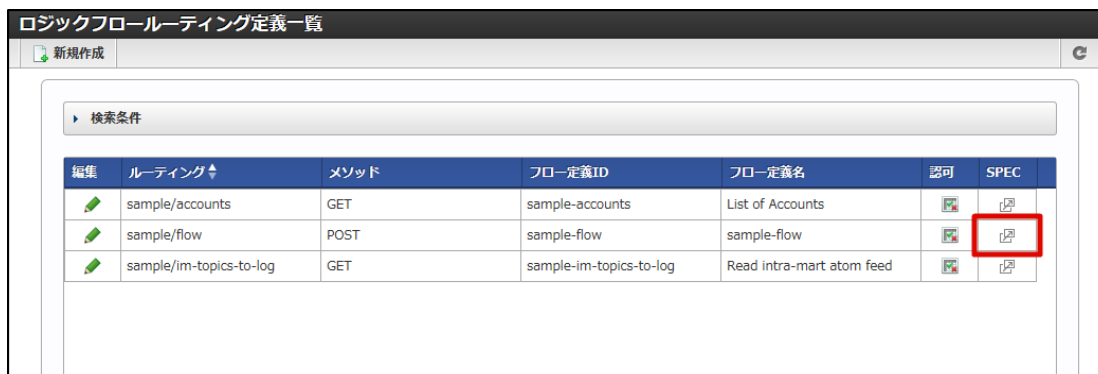 ロジックフロールーティング定義一覧
新規作成
検索条件
編集 ルーティング メソッド フロー定義ID フロー定義名 認可 SPEC
sample/accounts GET sample-accounts List of Accounts
sample/flow POST sample-flow sample-flow
sample/im-topics-to-log GET sample-im-topics-to-log Read intra-mart atom feed